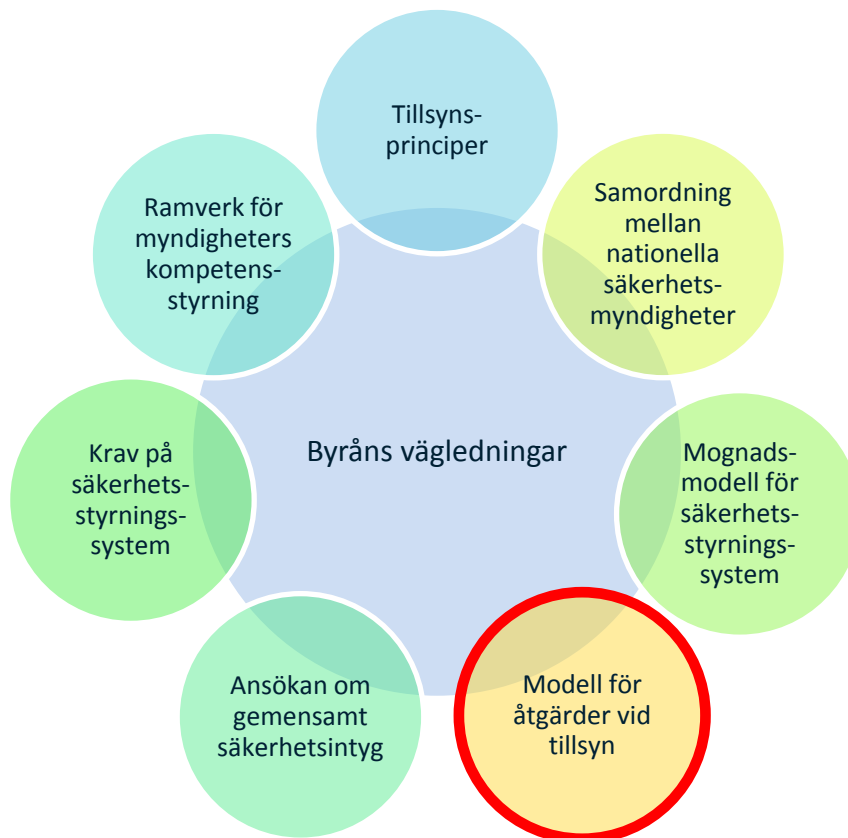 Tillsyns-
principer
Samordning
mellan
nationella
säkerhets-
myndigheter
Mognads-
modell för
säkerhets-
styrnings-
system
Modell för
åtgärder vid
tillsyn
Ansökan om
gemensamt
säkerhetsintyg
Krav på
säkerhets-
styrnings-
system
Ramverk för
myndigheters
kompetens-
styrning
Byråns vägledningar